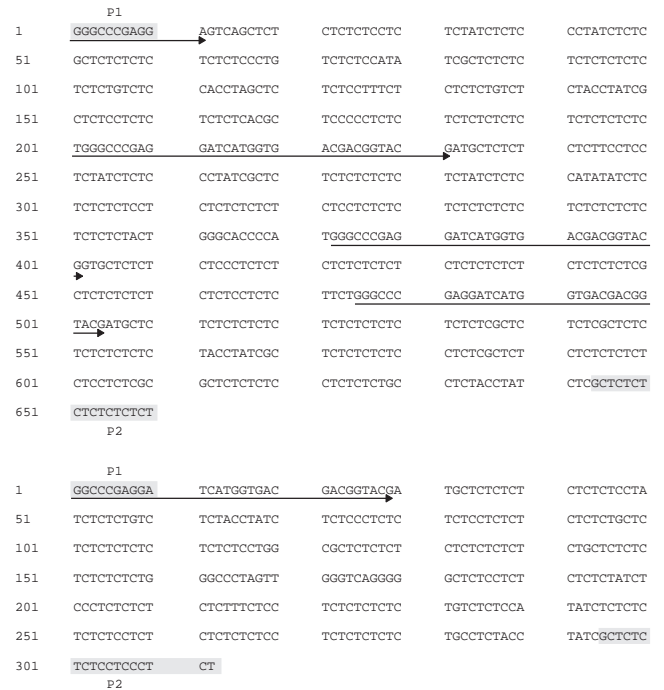 P1
1 GGGCCCGAGG AGTCAGCTCT CTCTCTCCTC TCTATCTCTC CCTATCTCTC
51 GCTCTCTCTC TCTCTCCCTG TCTCTCCATA TCGCTCTCTC TCTCTCTCTC
101 TCTCTGTCTC CACCTAGCTC TCTCCTTTCT CTCTCTGTCT CTACCTATCG
151 CTCTCCTCTC TCTCTCACGC TCCCCCTCTC TCTCTCTCTC TCTCTCTCTC
201 TGGGCCCGAG GATCATGGTG ACGACGGTAC GATGCTCTCT CTCTTCCTCC
251 TCTATCTCTC CCTATCGCTC TCTCTCTCTC TCTATCTCTC CATATATCTC
301 TCTCTCTCCT CTCTCTCTCT CTCCTCTCTC TCTCTCTCTC TCTCTCTCTC
351 TCTCTCTACT GGGCACCCCA TGGGCCCGAG GATCATGGTG ACGACGGTAC
401 GGTGCTCTCT CTCCCTCTCT CTCTCTCTCT CTCTCTCTCT CTCTCTCTCG
451 CTCTCTCTCT CTCTCCTCTC TTCTGGGCCC GAGGATCATG GTGACGACGG
501 TACGATGCTC TCTCTCTCTC TCTCTCTCTC TCTCTCGCTC TCTCGCTCTC
551 TCTCTCTCTC TACCTATCGC TCTCTCTCTC CTCTCGCTCT CTCTCTCTCT
601 CTCCTCTCGC GCTCTCTCTC CTCTCTCTGC CTCTACCTAT CTCGCTCTCT
651 CTCTCTCTCT
P2
P1
1 GGCCCGAGGA TCATGGTGAC GACGGTACGA TGCTCTCTCT CTCTCTCCTA
51 TCTCTCTGTC TCTACCTATC TCTCCCTCTC TCTCCTCTCT CTCTCTGCTC
101 TCTCTCTCTC TCTCTCCTGG CGCTCTCTCT CTCTCTCTCT CTGCTCTCTC
151 TCTCTCTCTG GGCCCTAGTT GGGTCAGGGG GCTCTCCTCT CTCTCTATCT
201 CCCTCTCTCT CTCTTTCTCC TCTCTCTCTC TGTCTCTCCA TATCTCTCTC
251 TCTCTCCTCT CTCTCTCTCC TCTCTCTCTC TGCCTCTACC TATCGCTCTC
301 TCTCCTCCCT CT
P2